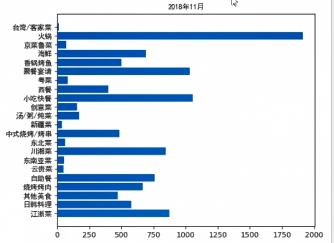 2018年11月
台湾/客家菜
火锅
京菜鲁菜
海鲜
香锅烤鱼
聚餐宴请
粤菜
西餐
小吃快餐
创意菜
汤/粥/炖菜
新疆菜
中式烧烤/烤串
东北菜
川湘菜
东南亚菜
云贵菜
自助餐
烧烤烤肉
其他美食
日韩料理
江浙菜
0 250 500 750 1000 1250 1500 1750 2000